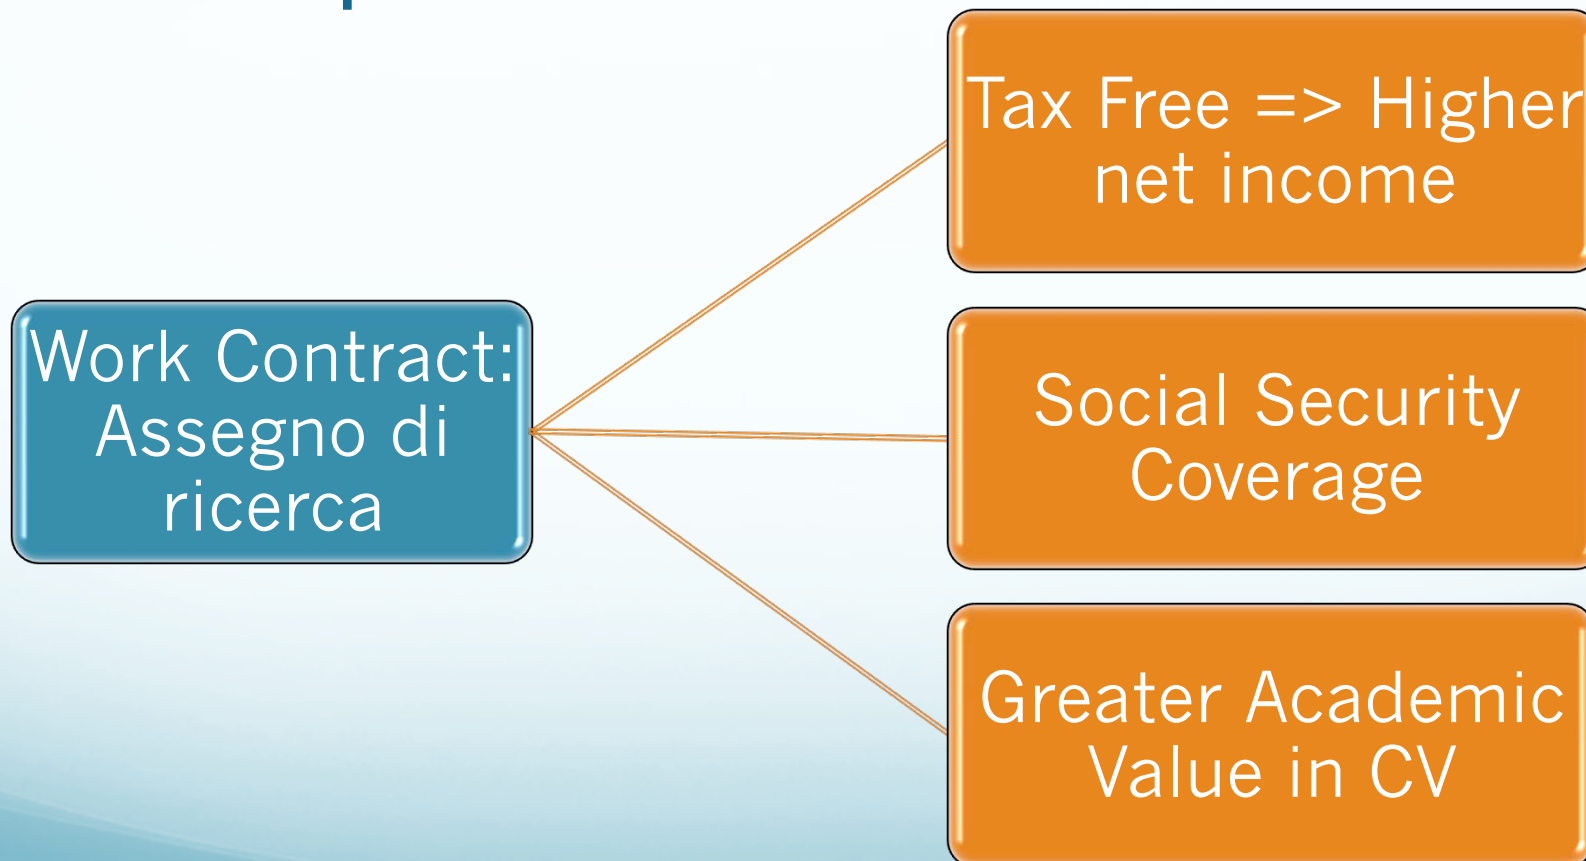 Work Contract:
Assegno di
ricerca
Tax Free => Higher
net income
Social Security
Coverage
Greater Academic
Value in CV